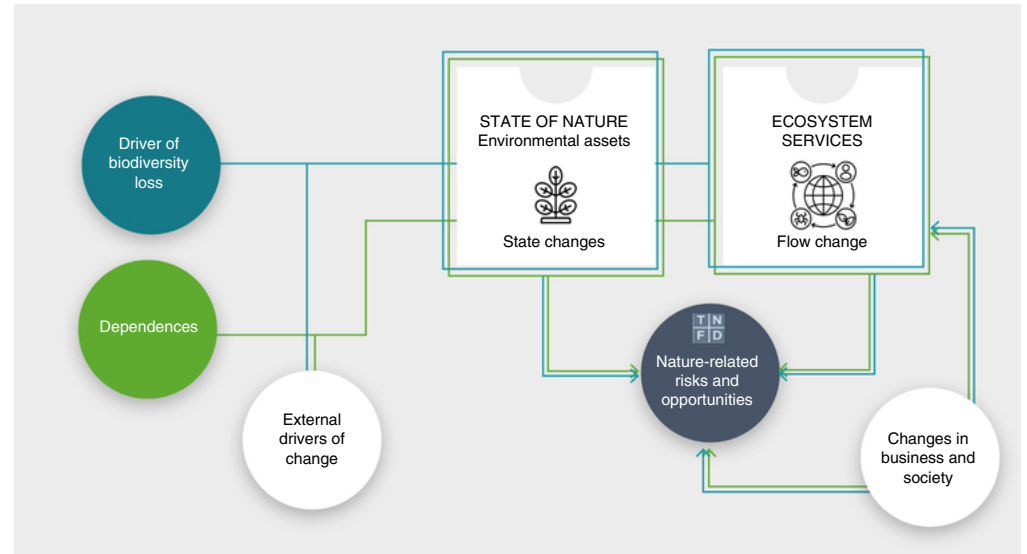 Driver of
biodiversity
loss
STATE OF NATURE
Environmental assets
State changes
ECOSYSTEM
SERVICES
Flow change
Dependences
T N
F D
Nature-related
risks and
opportunities
External
drivers of
change
Changes in
business and
society